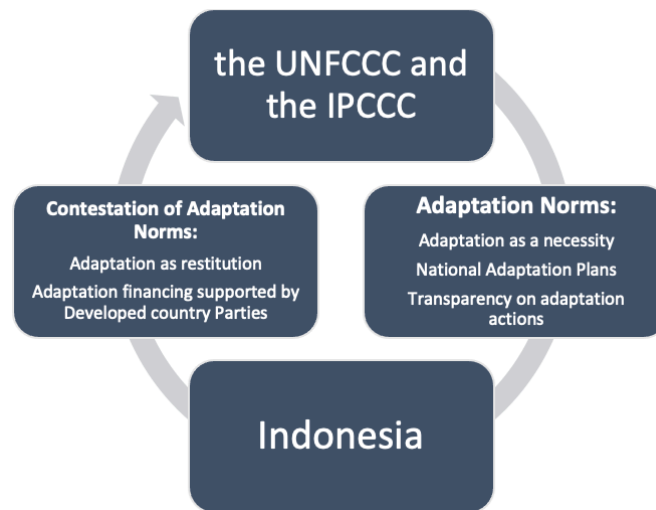 the UNFCCC and
the IPCCC
Contestation of Adaptation
Norms:
Adaptation as restitution
Adaptation financing supported by
Developed country Parties
Adaptation Norms:
Adaptation as a necessity
National Adaptation Plans
Transparency on adaptation
actions
Indonesia